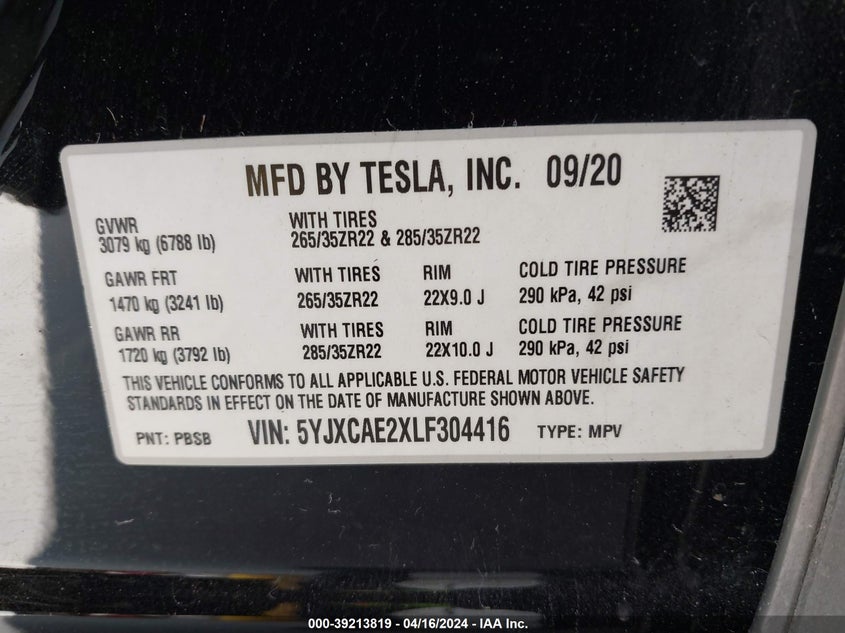 MFD BY TESLA, INC. 09/20
GVWR
3079 kg (6788 lb)
WITH TIRES
265/35ZR22 & 285/35ZR22
GAWR FRT WITH TIRES RIM COLD TIRE PRESSURE
1470 kg (3241 lb) 265/35ZR22 22X9.0 J 290 kPa, 42 psi
GAWR RR WITH TIRES RIM COLD TIRE PRESSURE
1720 kg (3792 lb) 285/35ZR22 22X10.0 J 290 kPa, 42 psi
THIS VEHICLE CONFORMS TO ALL APPLICABLE U.S. FEDERAL MOTOR VEHICLE SAFETY
STANDARDS IN EFFECT ON THE DATE OF MANUFACTURE SHOWN ABOVE.
PNT: PBSB VIN: 5YJXCAE2XLF304416 TYPE: MPV
000-39213819 - 04/16/2024 - IAA Inc.